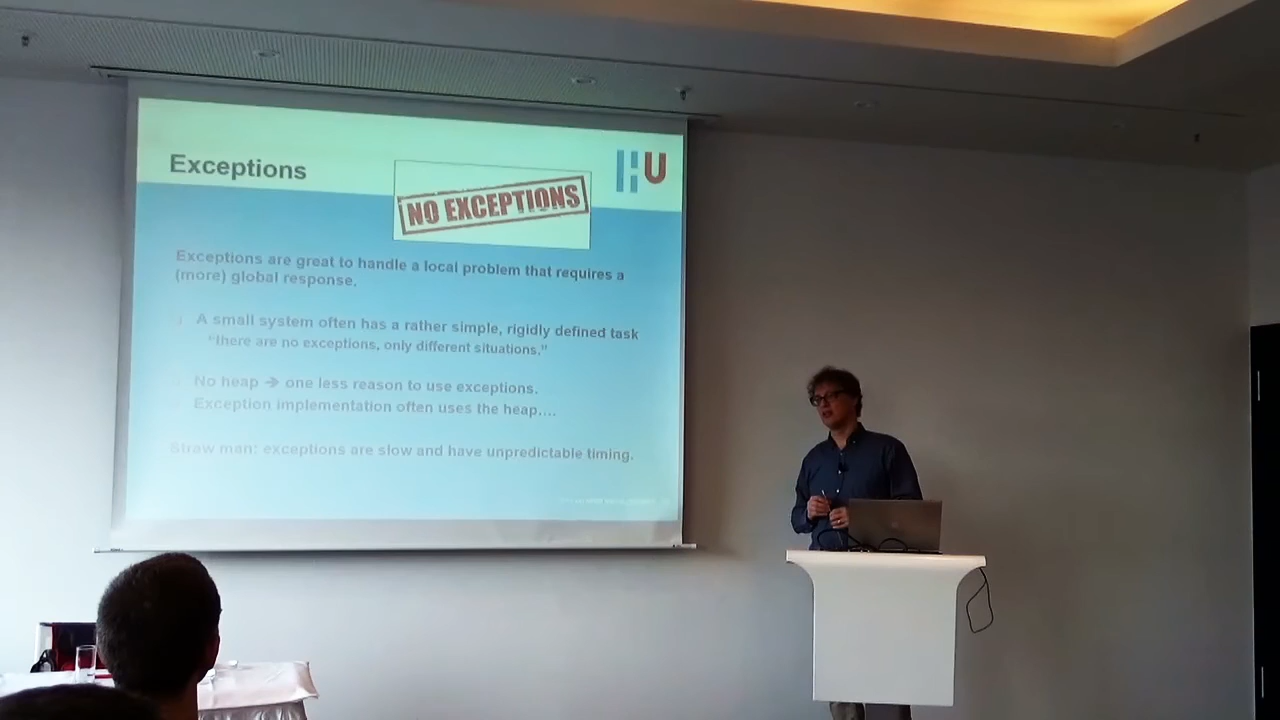 Exceptions
HU
NO EXCEPTIONS
Exceptions are great to handle a local problem that requires a
(more) global response.
A small system often has a rather simple, rigidly defined task
"there are no exceptions, only different situations."
No heap ➔ one less reason to use exceptions.
Exception implementation often uses the heap....
Straw man: exceptions are slow and have unpredictable timing.